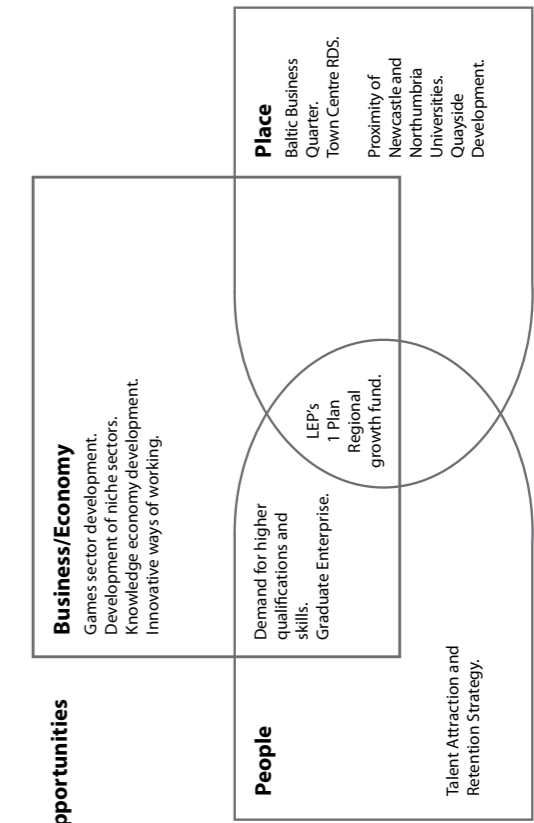 pportunities
Business/Economy
Games sector development.
Development of niche sectors.
Knowledge economy development.
Innovative ways of working.
People
Demand for higher
qualifications and
skills.
Graduate Enterprise.
Talent Attraction and
Retention Strategy.
LEP's
1 Plan
Regional
growth fund.
Place
Baltic Business
Quarter.
Town Centre RDS.
Proximity of
Newcastle and
Northumbria
Universities.
Quayside
Development.